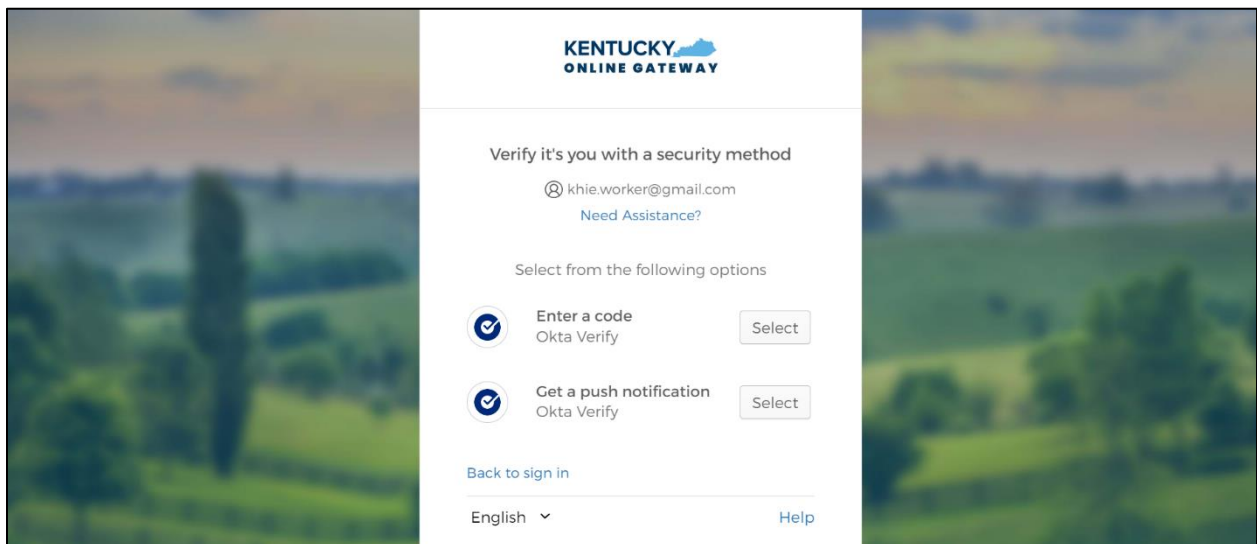 KENTUCKY
ONLINE GATEWAY
Verify it's you with a security method
khie.worker@gmail.com
Need Assistance?
Select from the following options
Enter a code
Okta Verify
Select
Get a push notification
Okta Verify
Select
Back to sign in
English
Help